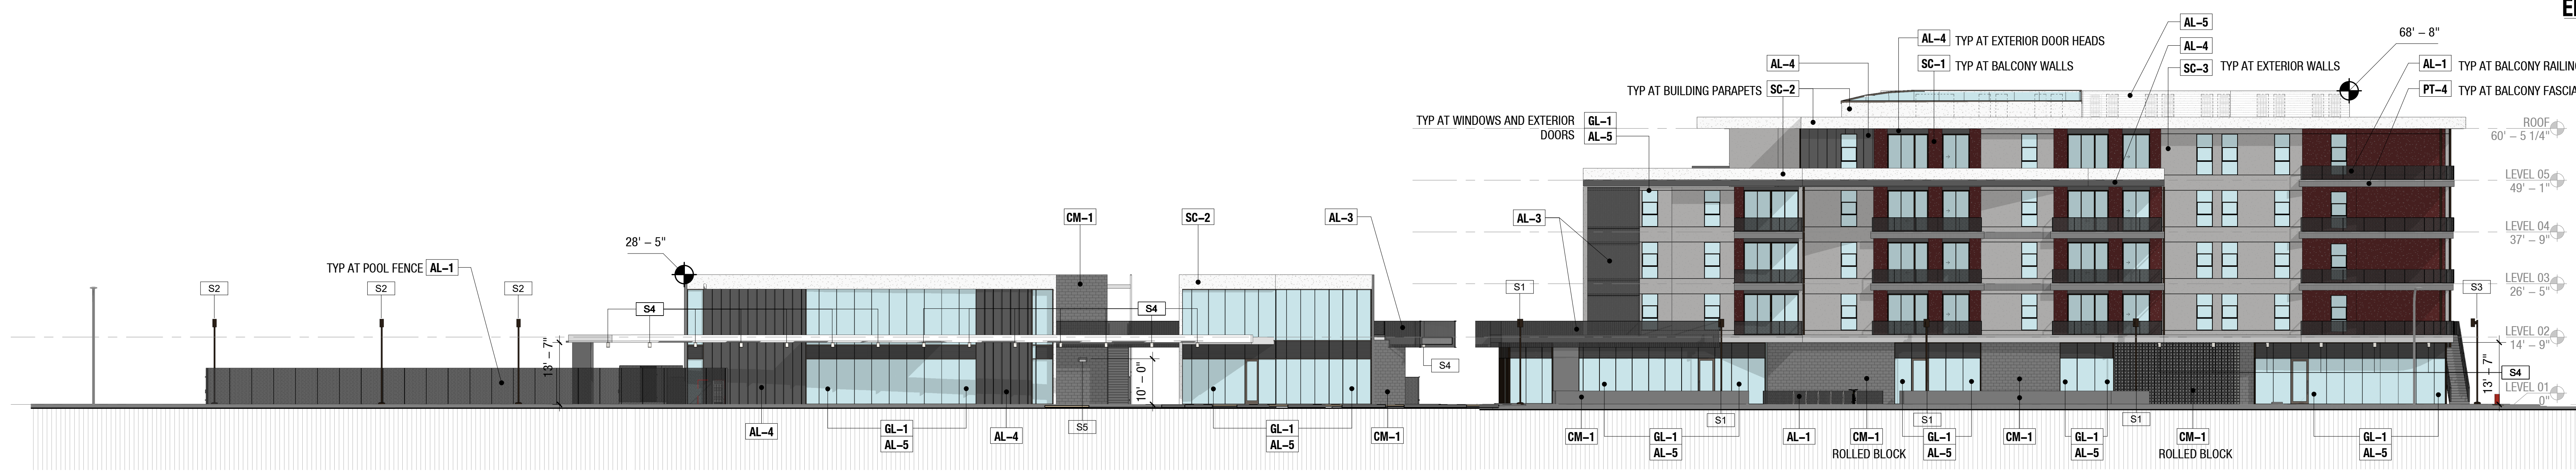 EL
AL-5
68' – 8"
AL-4 TYP AT EXTERIOR DOOR HEADS
AL-4
AL-4
SC-1 TYP AT BALCONY WALLS
SC-3 TYP AT EXTERIOR WALLS
AL-1 TYP AT BALCONY RAILING
TYP AT BUILDING PARAPETS SC-2
PT-4 TYP AT BALCONY FASCIA
TYP AT WINDOWS AND EXTERIOR
DOORS
GL-1
AL-5
ROOF
60' – 5 1/4"
LEVEL 05
49' – 1"
LEVEL 04
37' – 9"
LEVEL 03
26' – 5"
LEVEL 02
14' – 9"
LEVEL 01
0"
CM-1
SC-2
AL-3
AL-3
28' – 5"
TYP AT POOL FENCE AL-1
S2
S2
S2
S4
S4
S1
S3
S4
S4
13' – 7"
10' – 0"
13' – 7"
AL-4
GL-1
AL-5
AL-4
S5
GL-1
AL-5
CM-1
CM-1
GL-1
AL-5
S1
AL-1
CM-1
ROLLED BLOCK
S1
GL-1
AL-5
CM-1
GL-1
AL-5
S1
CM-1
ROLLED BLOCK
GL-1
AL-5